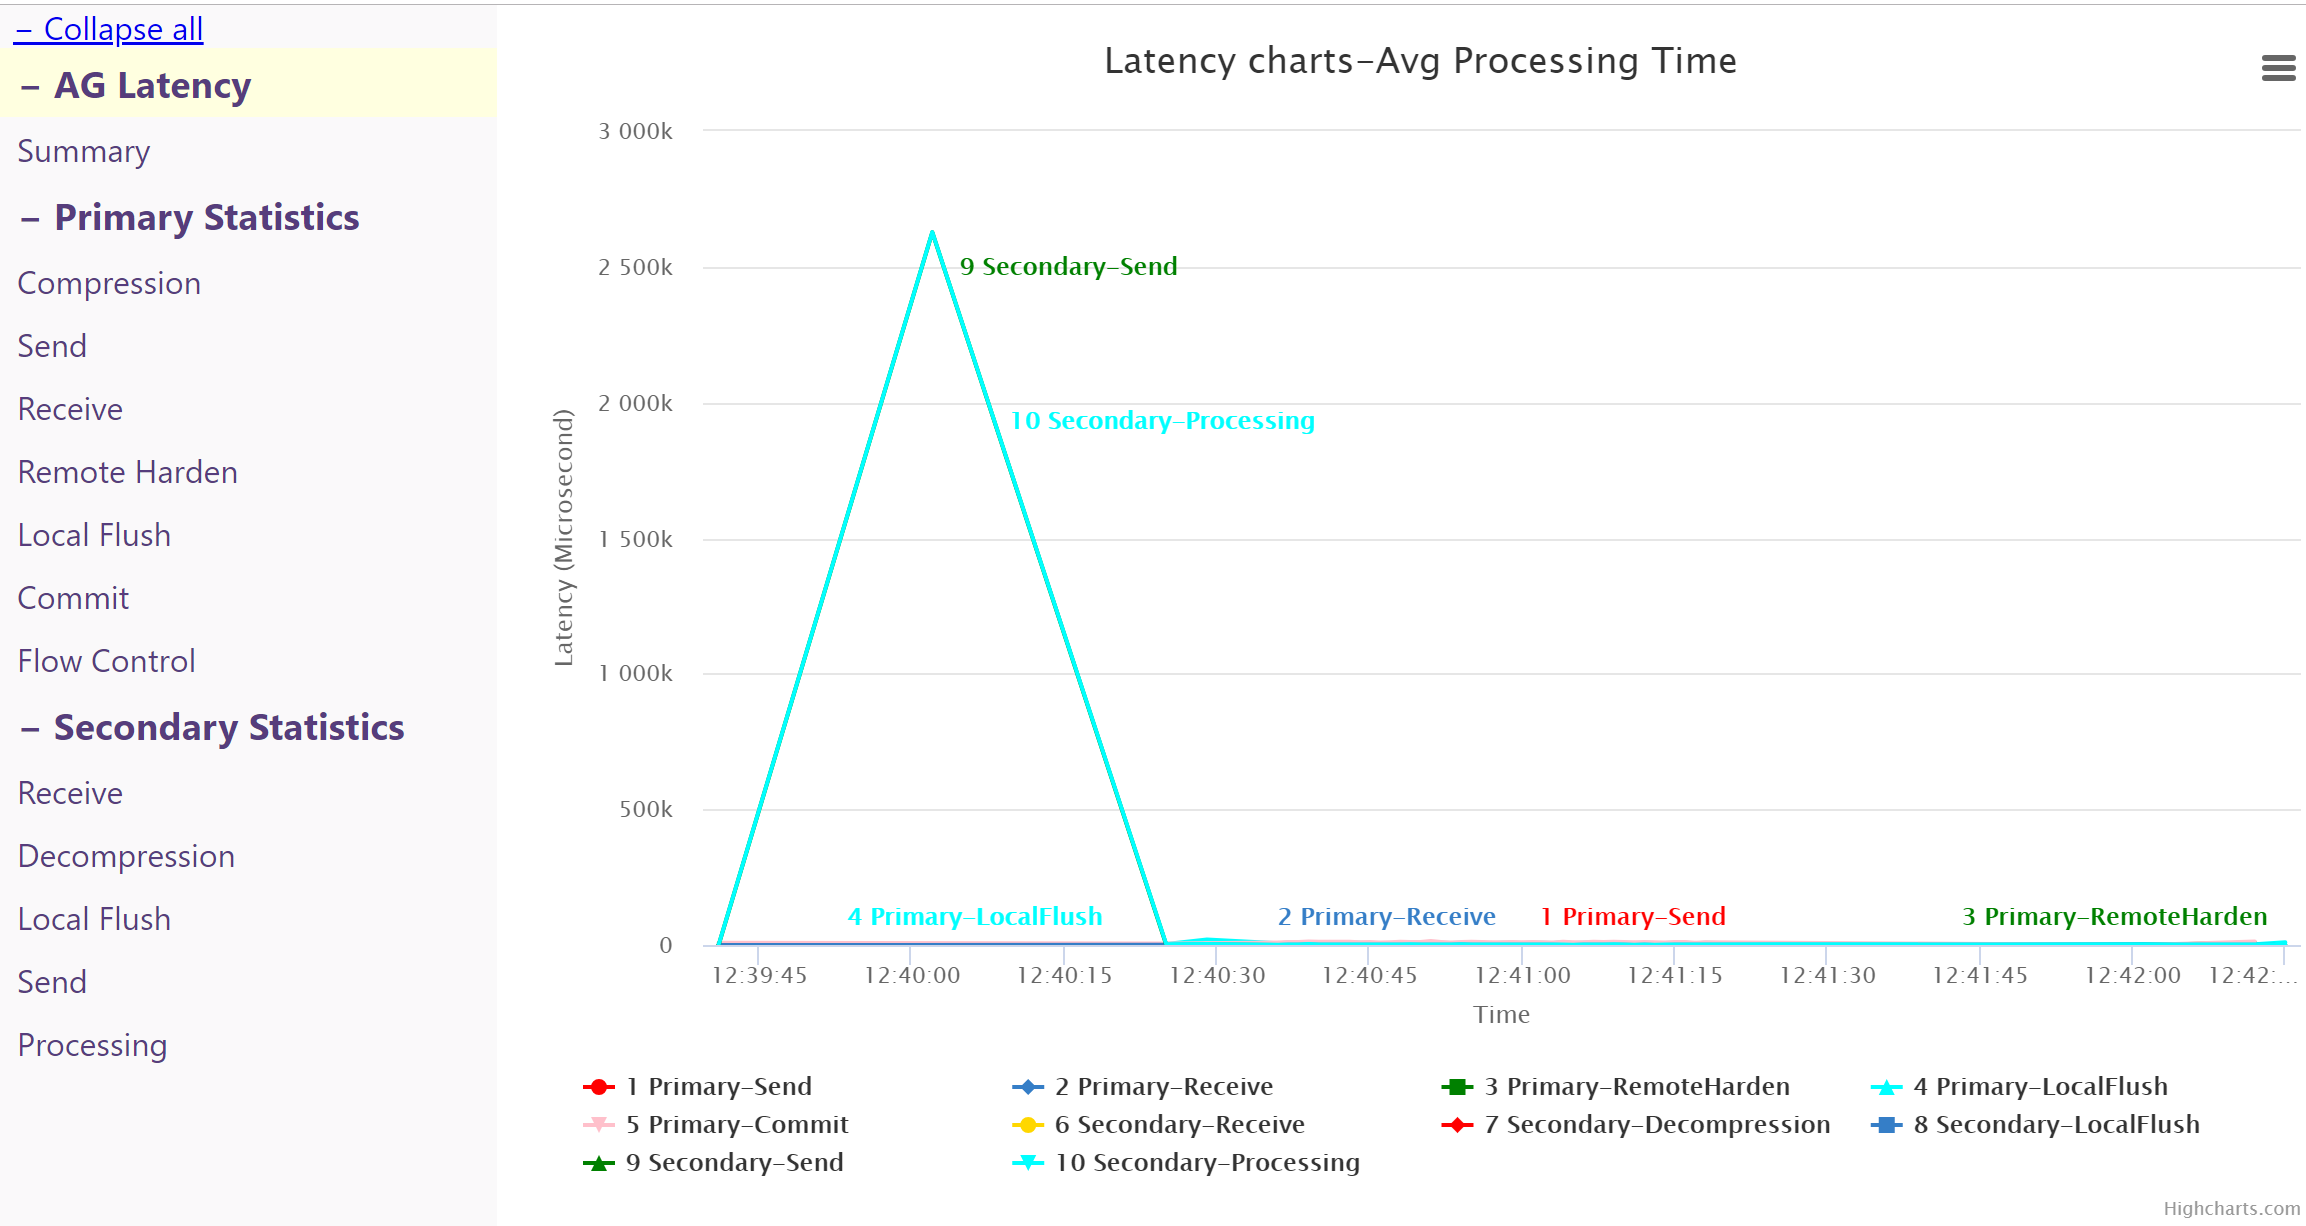 − Collapse all
− AG Latency
Summary
− Primary Statistics
Compression
Send
Receive
Remote Harden
Local Flush
Commit
Flow Control
− Secondary Statistics
Receive
Decompression
Local Flush
Send
Processing
Latency charts-Avg Processing Time
Latency (Microsecond)
3 000k
2 500k
2 000k
1 500k
1 000k
500k
0
9 Secondary-Send
10 Secondary-Processing
4 Primary-LocalFlush
2 Primary-Receive
1 Primary-Send
3 Primary-RemoteHarden
12:39:45
12:40:00
12:40:15
12:40:30
12:40:45
12:41:00
12:41:15
12:41:30
12:41:45
12:42:00
12:42:...
Time
1 Primary-Send
2 Primary-Receive
3 Primary-RemoteHarden
4 Primary-LocalFlush
5 Primary-Commit
6 Secondary-Receive
7 Secondary-Decompression
8 Secondary-LocalFlush
9 Secondary-Send
10 Secondary-Processing
Highcharts.com